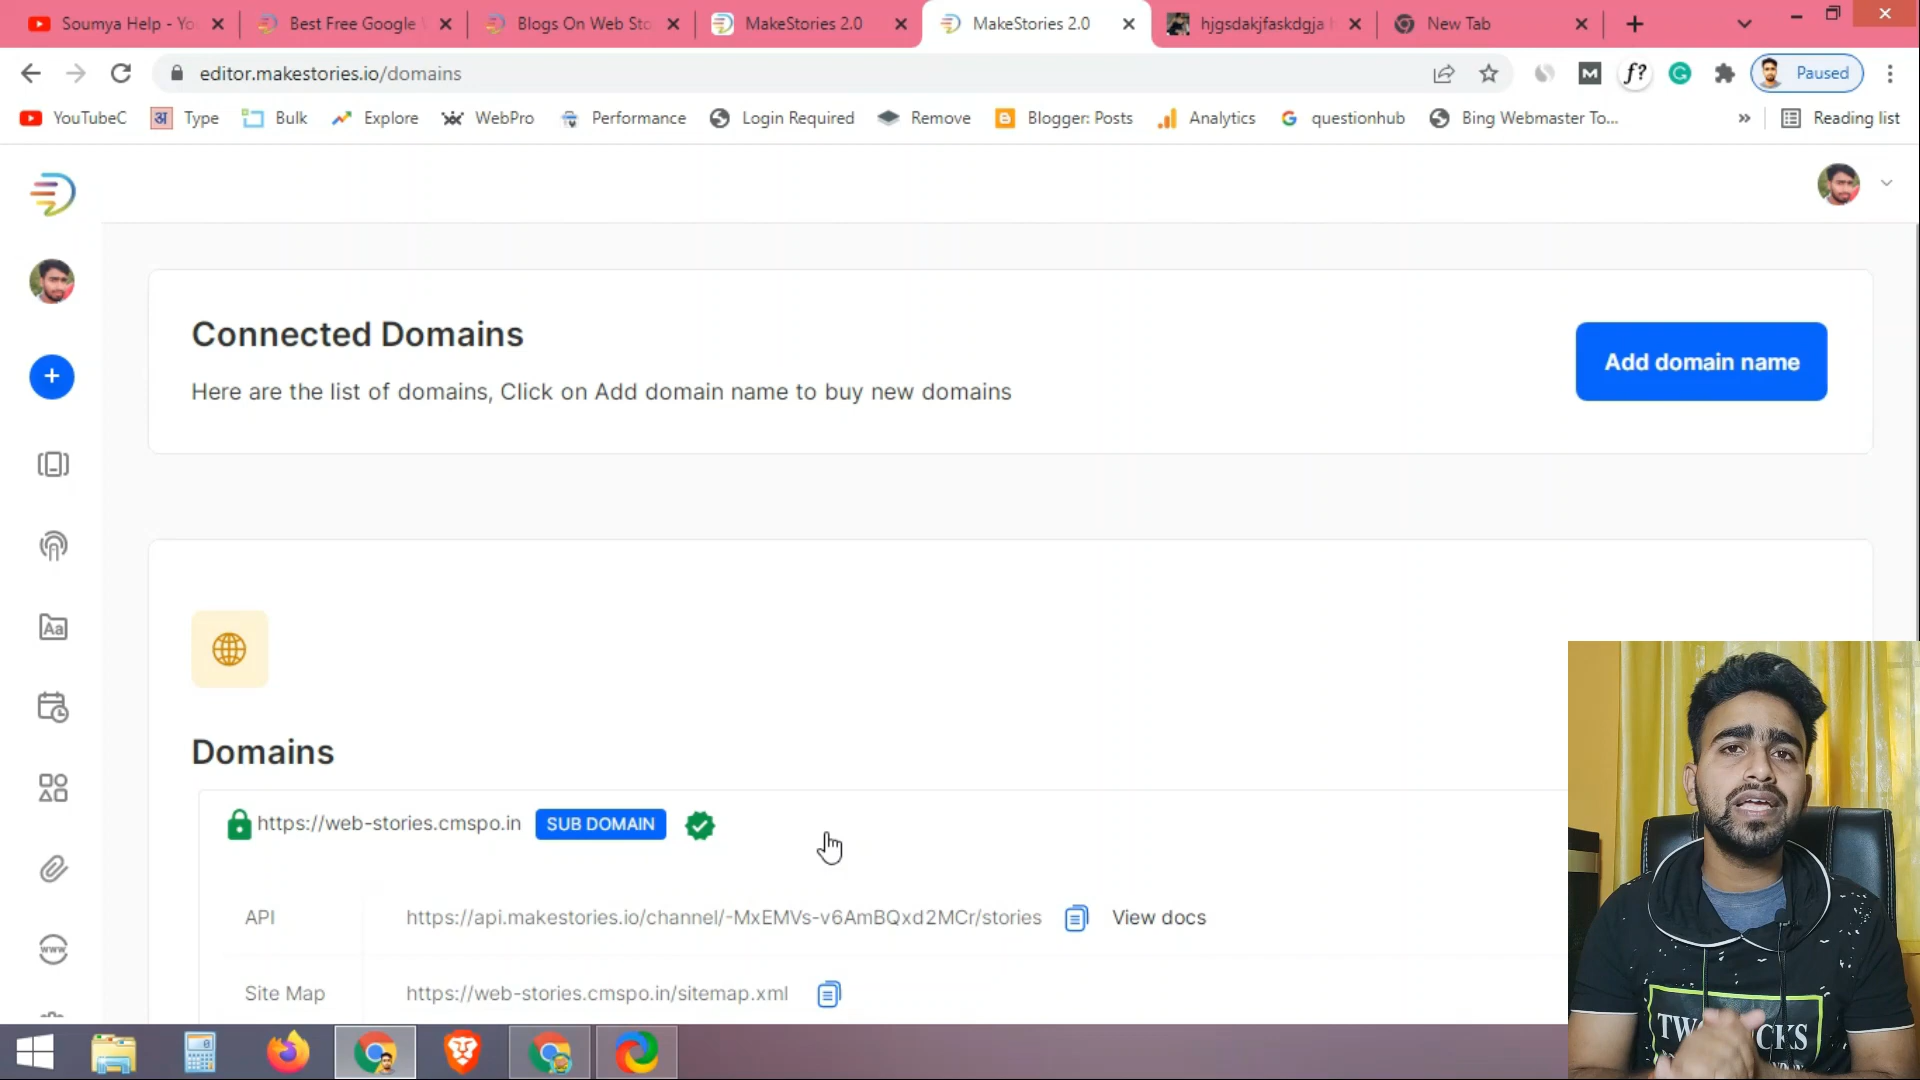 Soumya Help - Yo
Best Free Google
Blogs On Web Sto
MakeStories 2.0
MakeStories 2.0
hjgsdakjfaskdgja
New Tab
editor.makestories.io/domains
Paused
YouTubeC
अ Type
Bulk
Explore
WebPro
Performance
Login Required
Remove
Blogger: Posts
Analytics
questionhub
Bing Webmaster To...
Reading list
Connected Domains
Here are the list of domains, Click on Add domain name to buy new domains
Add domain name
Domains
https://web-stories.cmspo.in SUB DOMAIN
API https://api.makestories.io/channel/-MxEMVs-v6AmBQxd2MCr/stories View docs
Site Map https://web-stories.cmspo.in/sitemap.xml